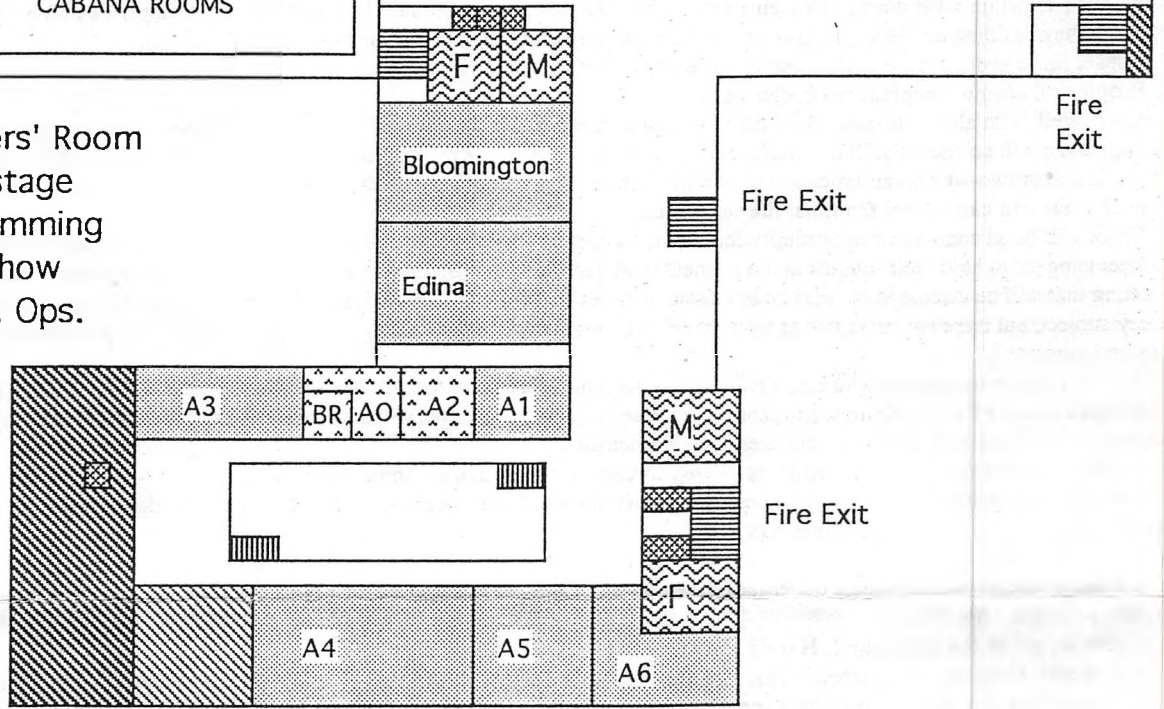 CABANA ROOMS
F M
Fire
Exit
ers' Room
stage
mming
how
Ops.
Bloomington
Fire Exit
Edina
A3
BR
AO
A2
A1
M
Fire Exit
F
A4
A5
A6